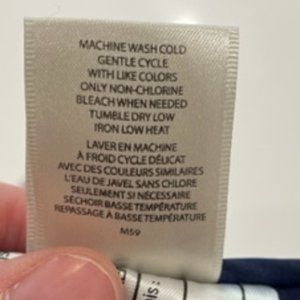 MACHINE WASH COLD
GENTLE CYCLE
WITH LIKE COLORS
ONLY NON-CHLORINE
BLEACH WHEN NEEDED
TUMBLE DRY LOW
IRON LOW HEAT
LAVER EN MACHINE
À FROID CYCLE DÉLICAT
AVEC DES COULEURS SIMILAIRES
L'EAU DE JAVEL SANS CHLORE
SEULEMENT SI NÉCESSAIRE
SÉCHOIR BASSE TEMPÉRATURE
REPASSAGE À BASSE TEMPÉRATURE
M59